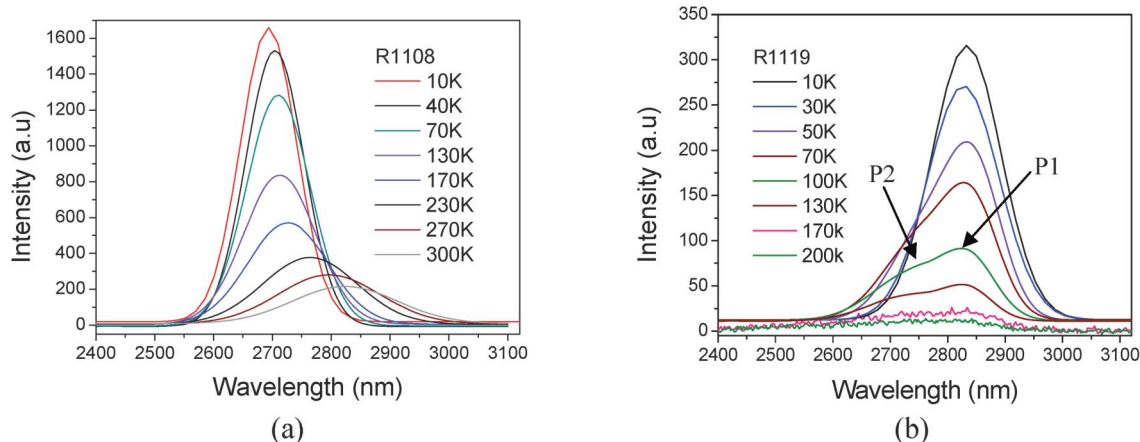 1600
1400
1200
1000
800
600
400
200
0
Intensity (a.u)
R1108
10K
40K
70K
130K
170K
230K
270K
300K
2400 2500 2600 2700 2800 2900 3000 3100
Wavelength (nm)
(a)
350
300
250
200
150
100
50
0
Intensity (a.u)
R1119
10K
30K
50K
70K
100K
130K
170k
200k
P2
P1
2400 2500 2600 2700 2800 2900 3000 3100
Wavelength (nm)
(b)